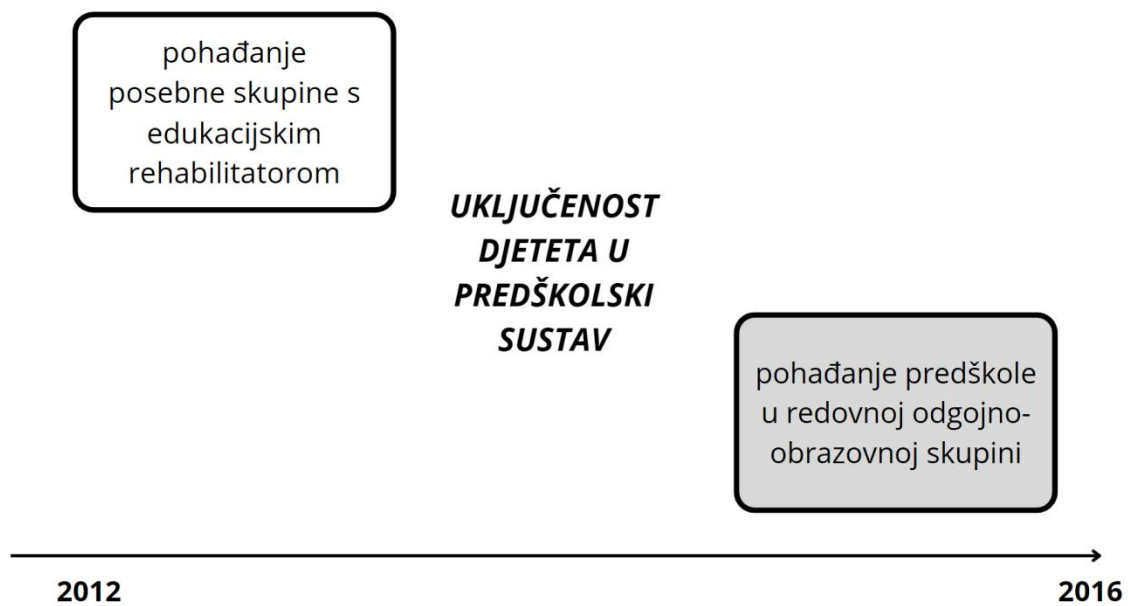 pohađanje
posebne skupine s
edukacijskim
rehabilitatorom
UKLJUČENOST
DJETETA U
PREDŠKOLSKI
SUSTAV
pohađanje predškole
u redovnoj odgojno-
obrazovnoj skupini
2012
2016